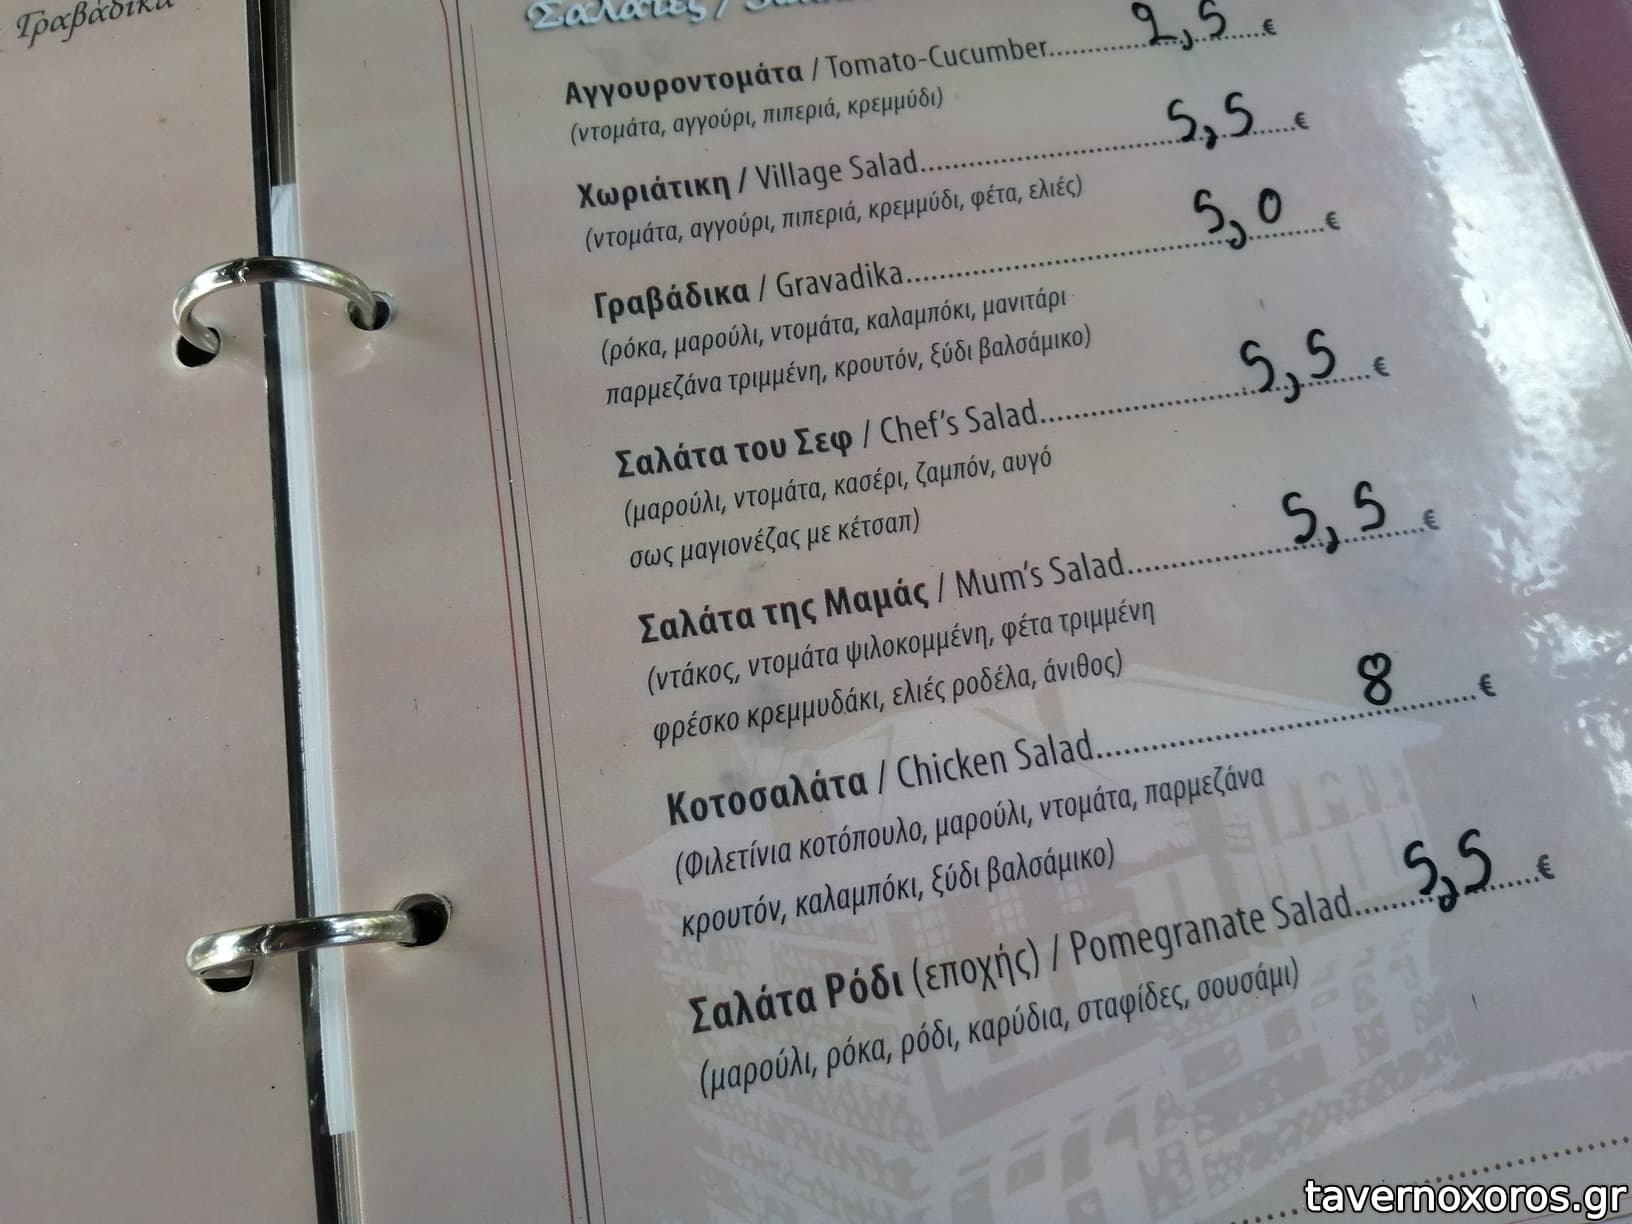 Γραβάδικα
Σαλάτες /
Αγγουροντομάτα / Tomato-Cucumber.......................2,5......€
(ντομάτα, αγγούρι, πιπεριά, κρεμμύδι)
Χωριάτικη / Village Salad.......................5,5......€
(ντομάτα, αγγούρι, πιπεριά, κρεμμύδι, φέτα, ελιές)
Γραβάδικα / Gravadika.......................5,0......€
(ρόκα, μαρούλι, ντομάτα, καλαμπόκι, μανιτάρι
παρμεζάνα τριμμένη, κρουτόν, ξύδι βαλσάμικο)
Σαλάτα του Σεφ / Chef's Salad.......................5,5......€
(μαρούλι, ντομάτα, κασέρι, ζαμπόν, αυγό
σως μαγιονέζας με κέτσαπ)
Σαλάτα της Μαμάς / Mum's Salad.......................5,5......€
(ντάκος, ντομάτα ψιλοκομμένη, φέτα τριμμένη
φρέσκο κρεμμυδάκι, ελιές ροδέλα, άνιθος)
Κοτοσαλάτα / Chicken Salad.......................8......€
(Φιλετίνια κοτόπουλο, μαρούλι, ντομάτα, παρμεζάνα
κρουτόν, καλαμπόκι, ξύδι βαλσάμικο)
Σαλάτα Ρόδι (εποχής) / Pomegranate Salad.......................5,5......€
(μαρούλι, ρόκα, ρόδι, καρύδια, σταφίδες, σουσάμι)
tavernoxoros.gr